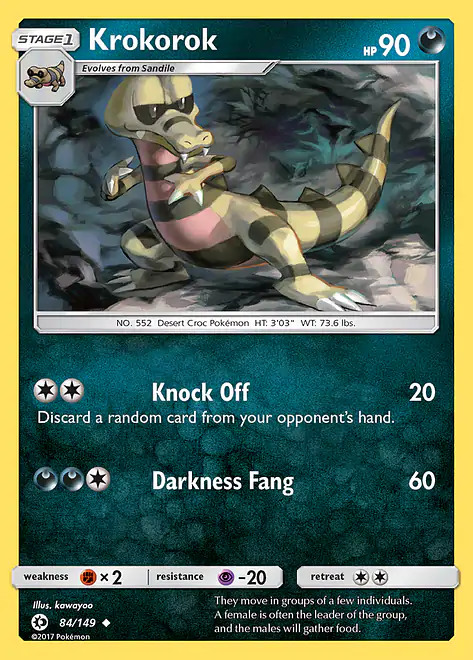 STAGE 1
Krokorok
HP 90
Evolves from Sandile
NO. 552 Desert Croc Pokémon HT: 3'03" WT: 73.6 lbs.
Knock Off 20
Discard a random card from your opponent's hand.
Darkness Fang 60
weakness ×2 resistance -20 retreat
Illus. kawayoo
84/149
©2017 Pokémon
They move in groups of a few individuals.
A female is often the leader of the group,
and the males will gather food.